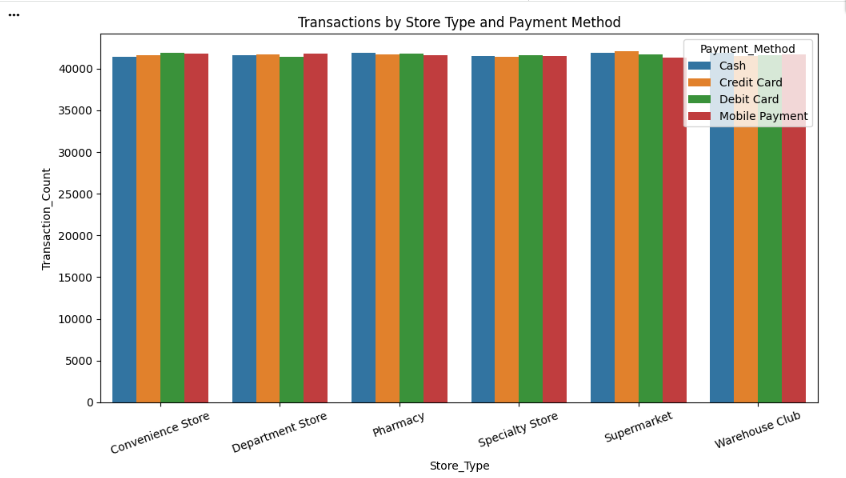 ...
Transactions by Store Type and Payment Method
Payment_Method
Cash
Credit Card
Debit Card
Mobile Payment
Transaction_Count
40000
35000
30000
25000
20000
15000
10000
5000
0
Convenience Store
Department Store
Pharmacy
Specialty Store
Supermarket
Warehouse Club
Store_Type